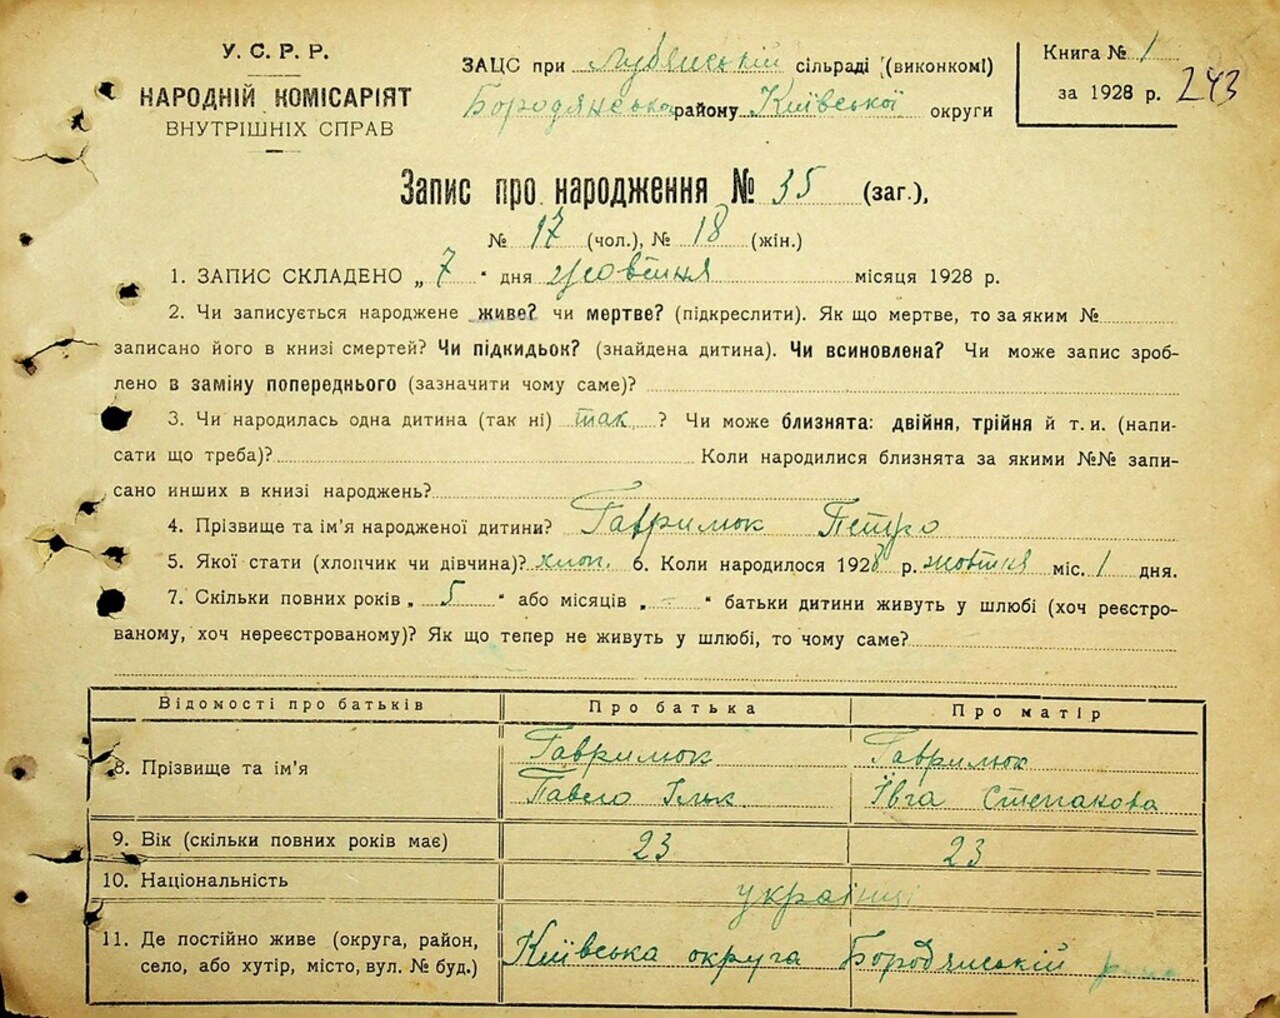 У. С. Р. Р.
НАРОДНІЙ КОМІСАРІЯТ
ВНУТРІШНІХ СПРАВ
ЗАЦС при Лубянській сільраді (виконкомі)
Бородянська району Київської округи
Книга № 1
за 1928 р. 243
Запис про народження № 35 (заг.),
№ 17 (чол.), № 18 (жін.)
1. ЗАПИС СКЛАДЕНО „ 7 " дня жовтня місяця 1928 р.
2. Чи записується народжене живе? чи мертве? (підкреслити). Як що мертве, то за яким №
записано його в книзі смертей? Чи підкидьок? (знайдена дитина). Чи всиновлена? Чи може запис зроб-
лено в заміну попереднього (зазначити чому саме)?
3. Чи народилась одна дитина (так ні) так ? Чи може близнята: двійня, трійня й т. и. (напи-
сати що треба)? Коли народилися близнята за якими №№ запи-
сано инших в книзі народжень?
4. Прізвище та ім'я народженої дитини? Гаврилюк Петро
5. Якої стати (хлопчик чи дівчина)? хлоп. 6. Коли народилось 1928 р. жовтня міс. 1 дня.
7. Скільки повних років „ 5 " або місяців „ - " батьки дитини живуть у шлюбі (хоч реєстро-
ваному, хоч нереєстрованому)? Як що тепер не живуть у шлюбі, то чому саме?
Відомості про батьків Про батька Про матір
8. Прізвище та ім'я Гаврилюк Павло Ільк. Гаврилюк Ївга Степанова
9. Вік (скільки повних років має) 23 23
10. Національність українці
11. Де постійно живе (округа, район,
село, або хутір, місто, вул. № буд.) Київська округа Бородянській